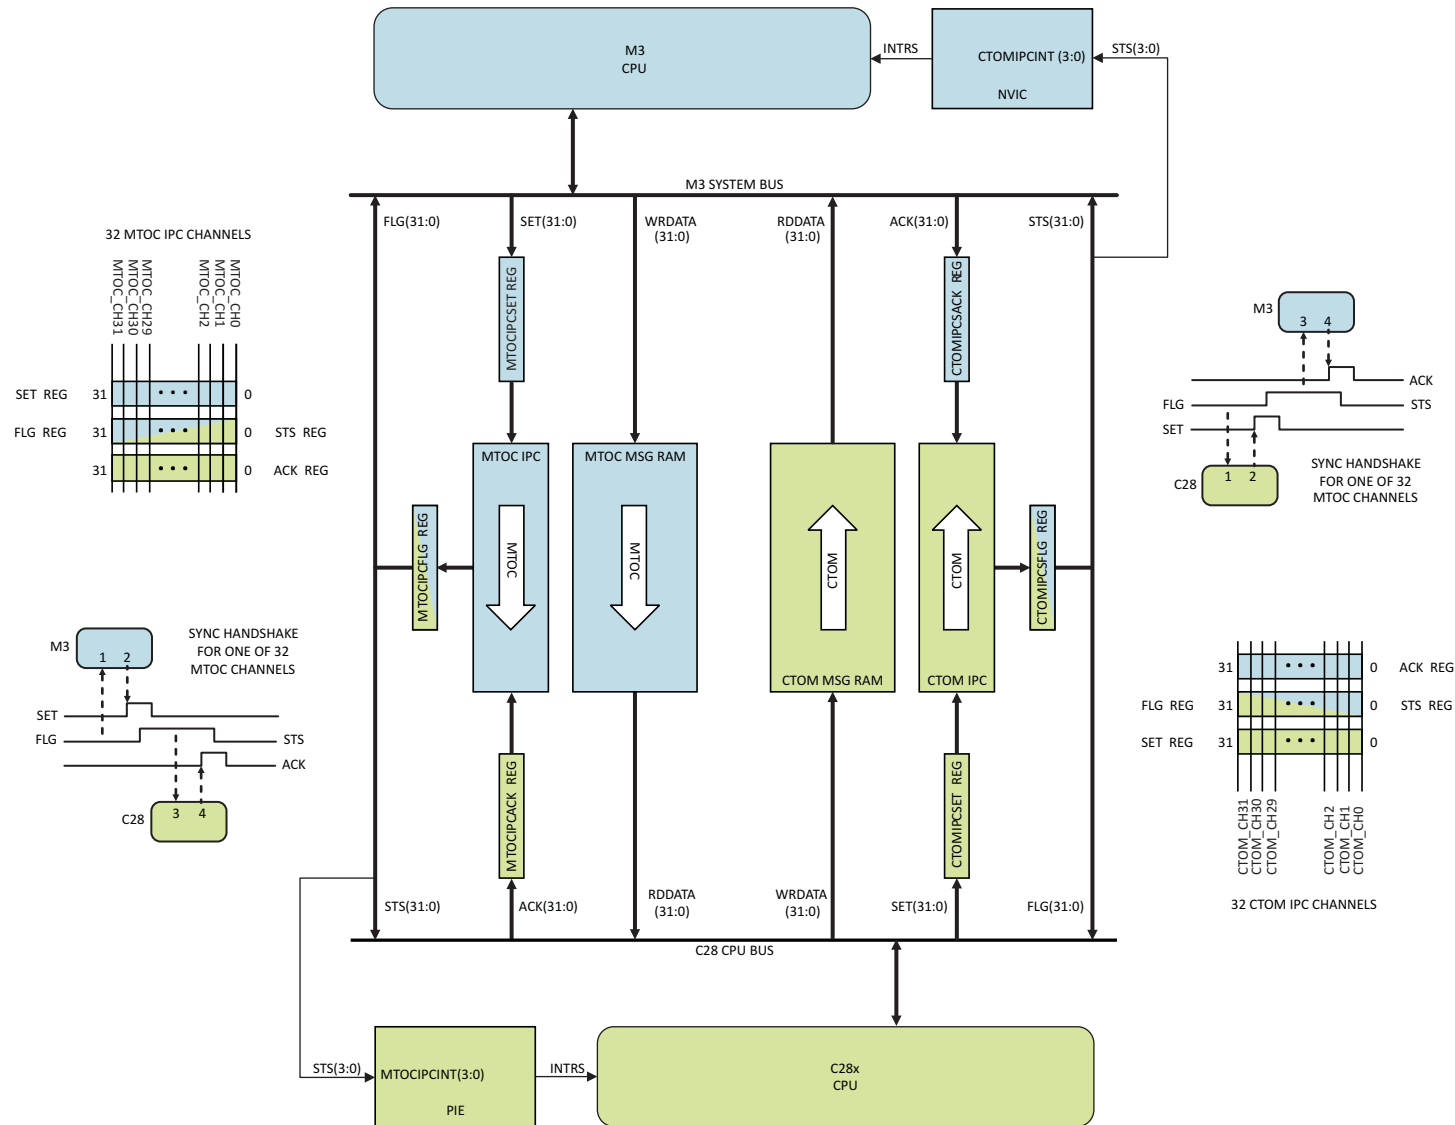 M3
CPU
INTRS
CTOMIPCINT (3:0)
NVIC
STS(3:0)
M3 SYSTEM BUS
FLG(31:0)
SET(31:0)
WRDATA
(31:0)
RDDATA
(31:0)
ACK(31:0)
STS(31:0)
32 MTOC IPC CHANNELS
MTOC_CH31
MTOC_CH30
MTOC_CH29
MTOC_CH2
MTOC_CH1
MTOC_CH0
SET REG 31 0
FLG REG 31 0 STS REG
31 0 ACK REG
MTOCIPCSET REG
CTOMIPCSACK REG
MTOC IPC
MTOC
MTOC MSG RAM
MTOC
CTOM
CTOM MSG RAM
CTOM
CTOM IPC
MTOCIPCFLG REG
CTOMIPCSFLG REG
M3
3 4
ACK
FLG STS
SET
C28
1 2
SYNC HANDSHAKE
FOR ONE OF 32
MTOC CHANNELS
M3
1 2
SYNC HANDSHAKE
FOR ONE OF 32
MTOC CHANNELS
SET
FLG STS
ACK
C28
3 4
31 0 ACK REG
FLG REG 31 0 STS REG
SET REG 31 0
CTOM_CH31
CTOM_CH30
CTOM_CH29
CTOM_CH2
CTOM_CH1
CTOM_CH0
32 CTOM IPC CHANNELS
MTOCIPCACK REG
CTOMIPCSET REG
STS(31:0)
ACK(31:0)
RDDATA
(31:0)
WRDATA
(31:0)
SET(31:0)
FLG(31:0)
C28 CPU BUS
STS(3:0)
MTOCIPCINT(3:0)
PIE
INTRS
C28x
CPU